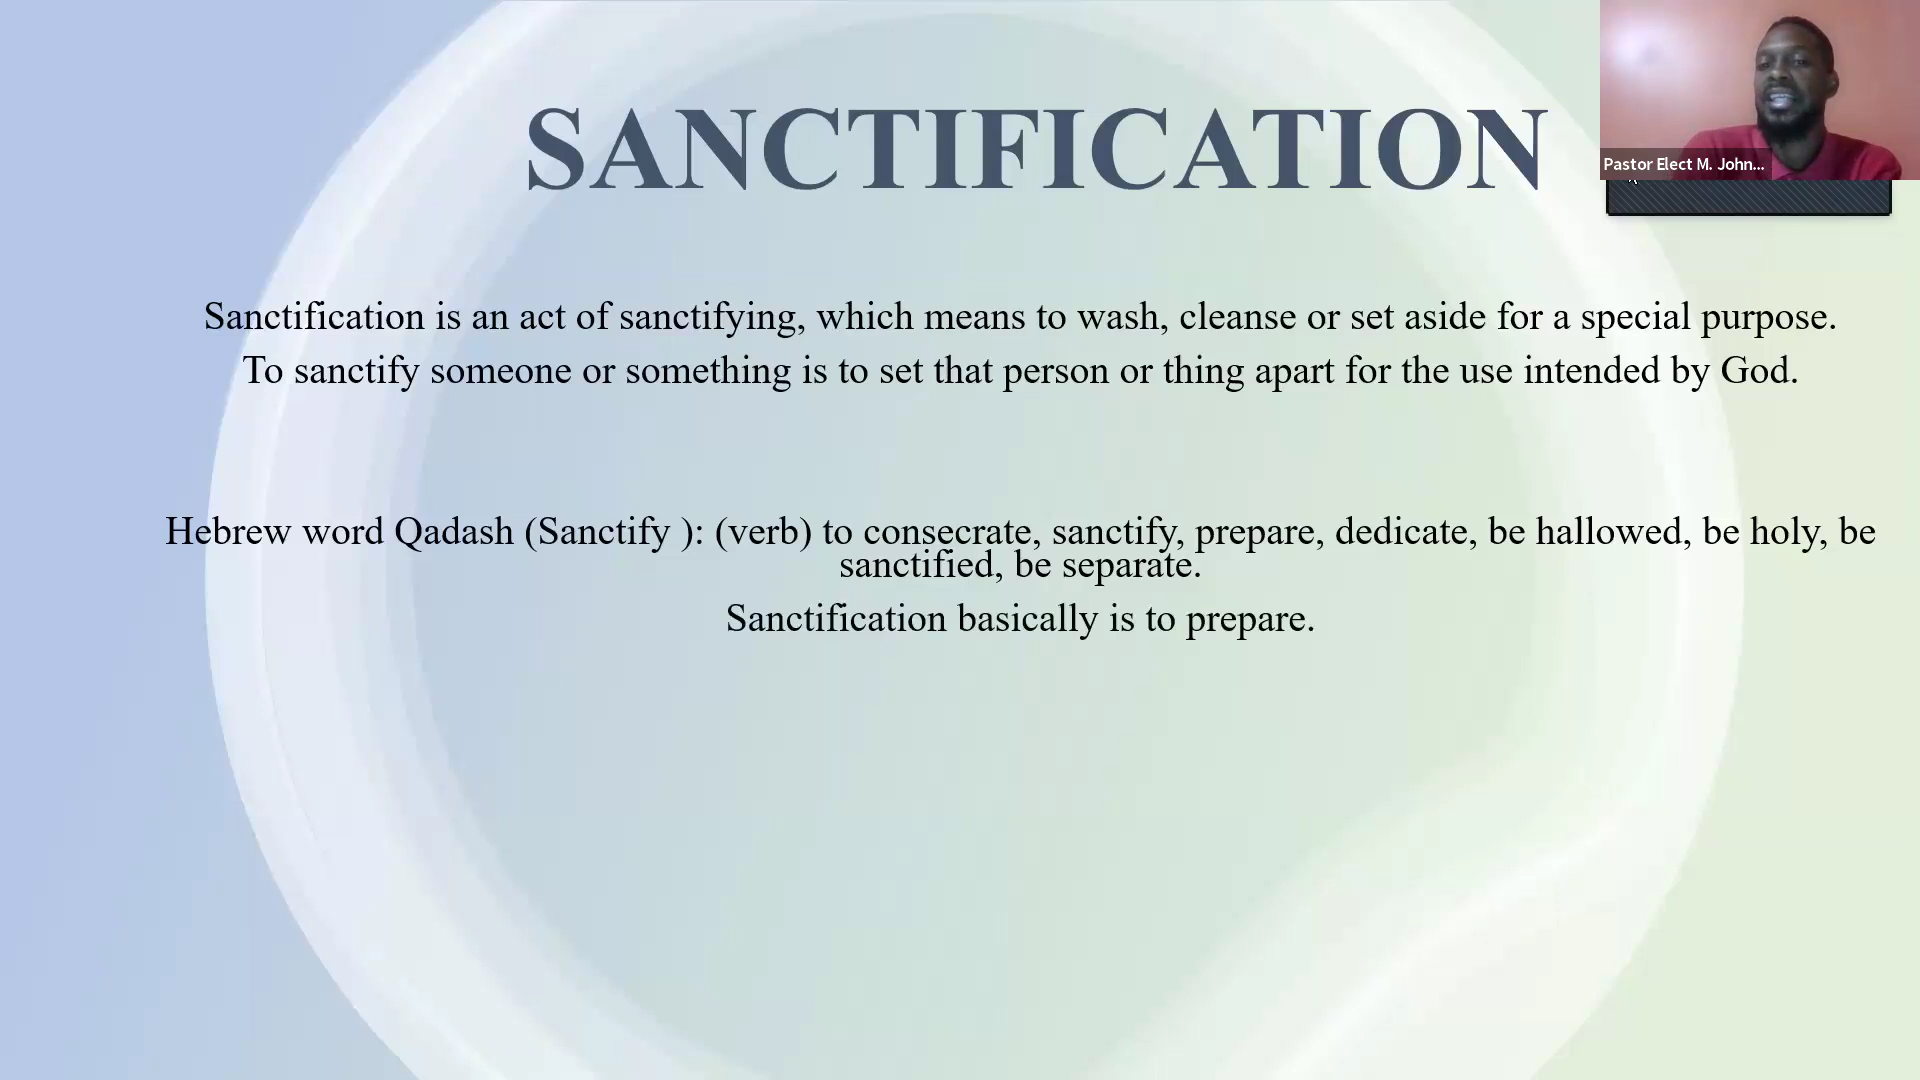 SANCTIFICATION
Pastor Elect M. John...
Sanctification is an act of sanctifying, which means to wash, cleanse or set aside for a special purpose.
To sanctify someone or something is to set that person or thing apart for the use intended by God.
Hebrew word Qadash (Sanctify ): (verb) to consecrate, sanctify, prepare, dedicate, be hallowed, be holy, be
sanctified, be separate.
Sanctification basically is to prepare.